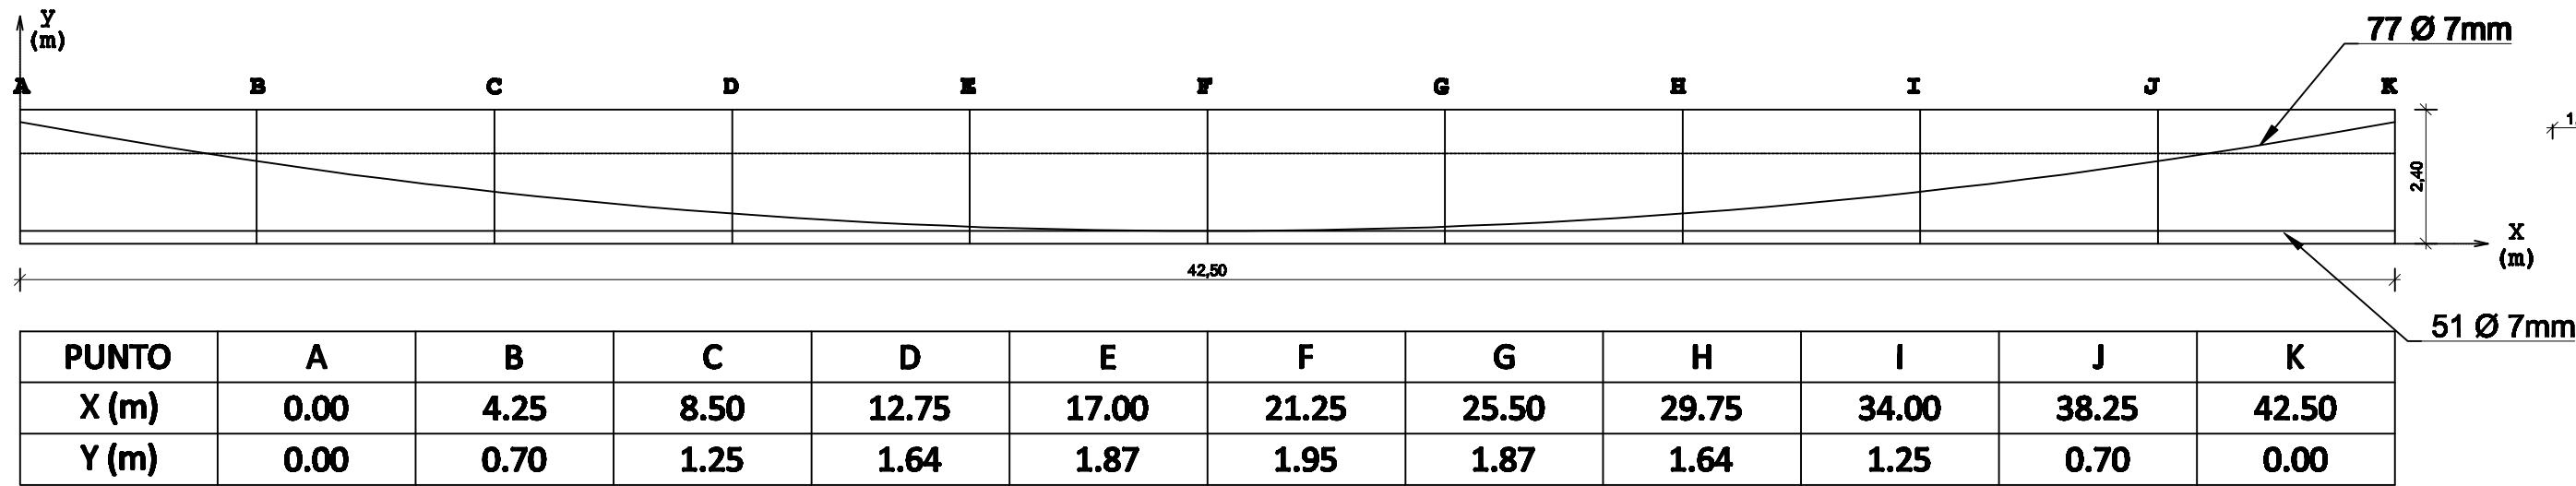 y
(m)
77 Ø 7mm
A B C D E F G H I J K
1.
2,40
X
(m)
42,50
51 Ø 7mm
PUNTO A B C D E F G H I J K
X (m) 0.00 4.25 8.50 12.75 17.00 21.25 25.50 29.75 34.00 38.25 42.50
Y (m) 0.00 0.70 1.25 1.64 1.87 1.95 1.87 1.64 1.25 0.70 0.00